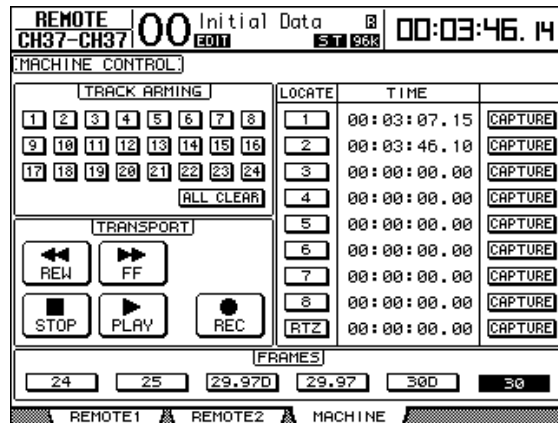 REMOTE
CH37-CH37
00 Initial Data R
EDIT ST 96k
00:03:46.14
MACHINE CONTROL
TRACK ARMING
1 2 3 4 5 6 7 8
9 10 11 12 13 14 15 16
17 18 19 20 21 22 23 24
ALL CLEAR
TRANSPORT
REW FF
STOP PLAY REC
LOCATE TIME
1 00:03:07.15 CAPTURE
2 00:03:46.10 CAPTURE
3 00:00:00.00 CAPTURE
4 00:00:00.00 CAPTURE
5 00:00:00.00 CAPTURE
6 00:00:00.00 CAPTURE
7 00:00:00.00 CAPTURE
8 00:00:00.00 CAPTURE
RTZ 00:00:00.00 CAPTURE
FRAMES
24 25 29.97D 29.97 30D 30
REMOTE1 REMOTE2 MACHINE